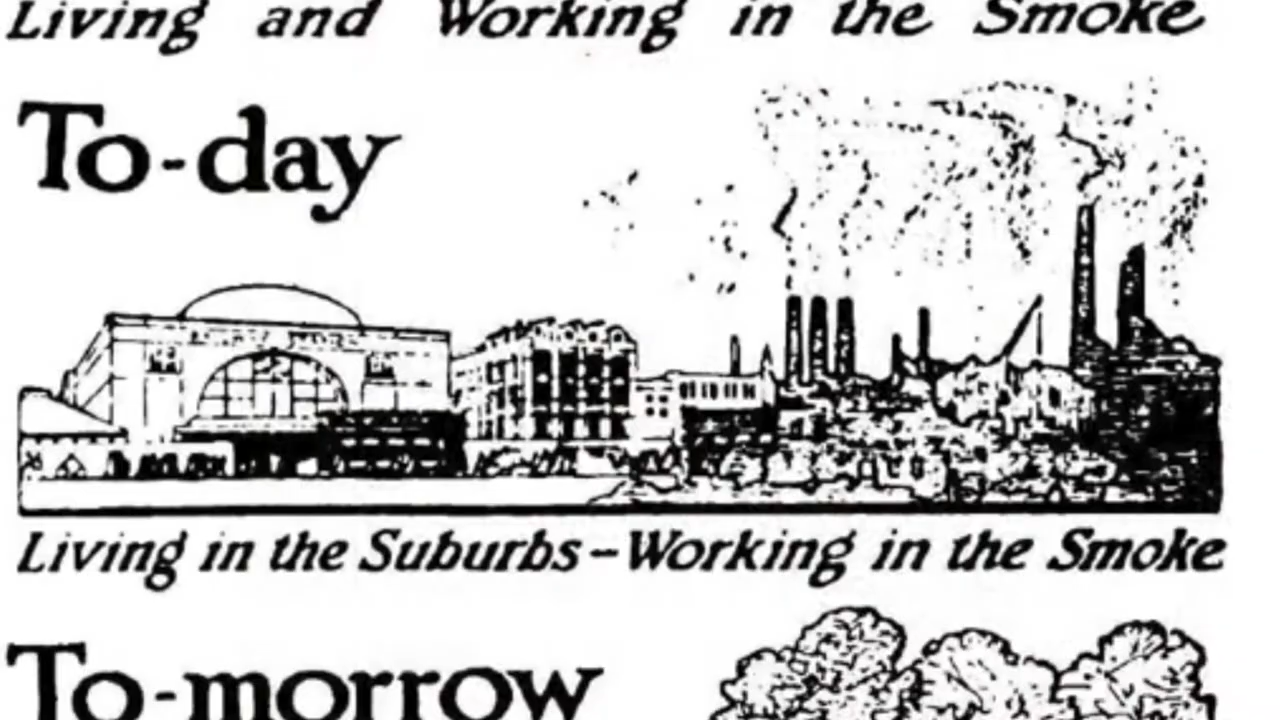 Living and Working in the Smoke
To-day
Living in the Suburbs-Working in the Smoke
To-morrow